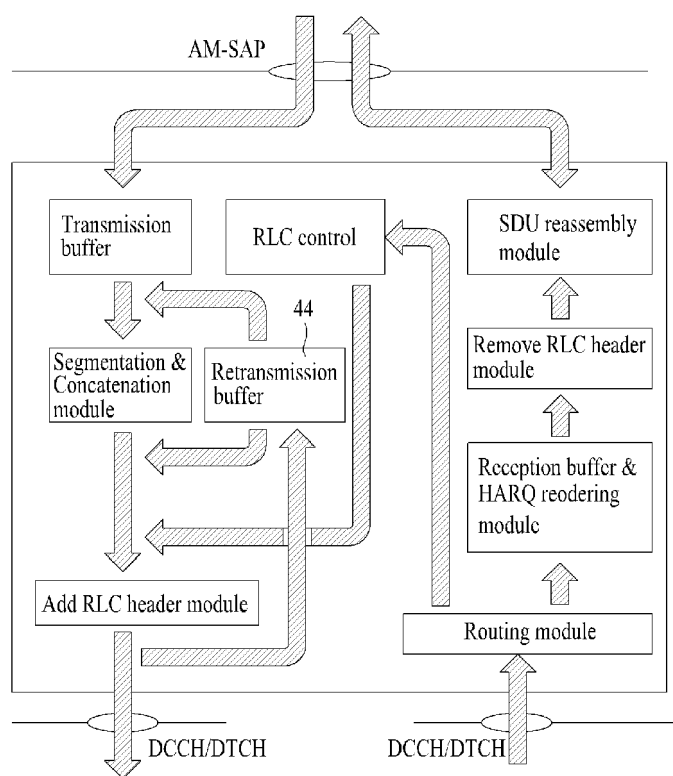 AM-SAP
Transmission
buffer
RLC control
SDU reassembly
module
44
Segmentation &
Concatenation
module
Retransmission
buffer
Remove RLC header
module
Reception buffer &
HARQ reodering
module
Add RLC header module
Routing module
DCCH/DTCH
DCCH/DTCH